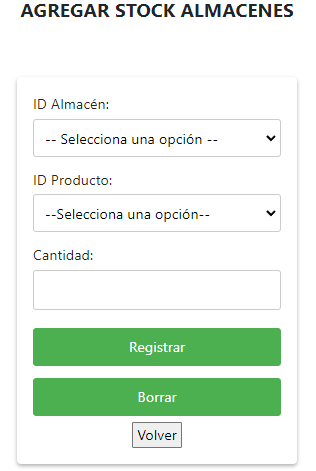 AGREGAR STOCK ALMACENES
ID Almacén:
-- Selecciona una opción --
ID Producto:
--Selecciona una opción--
Cantidad:
Registrar
Borrar
Volver